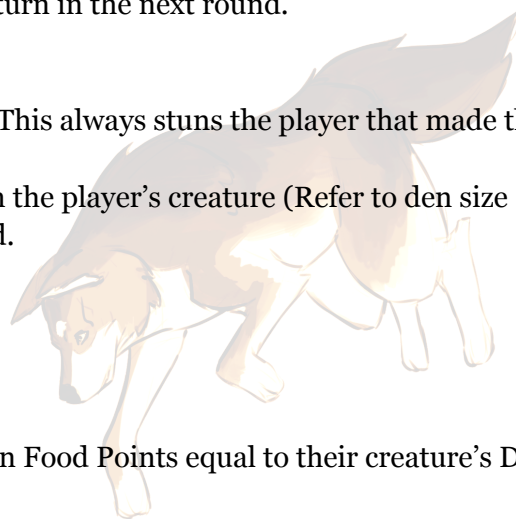 turn in the next round.
This always stuns the player that made
the player's creature (Refer to den size
Food Points equal to their creature's